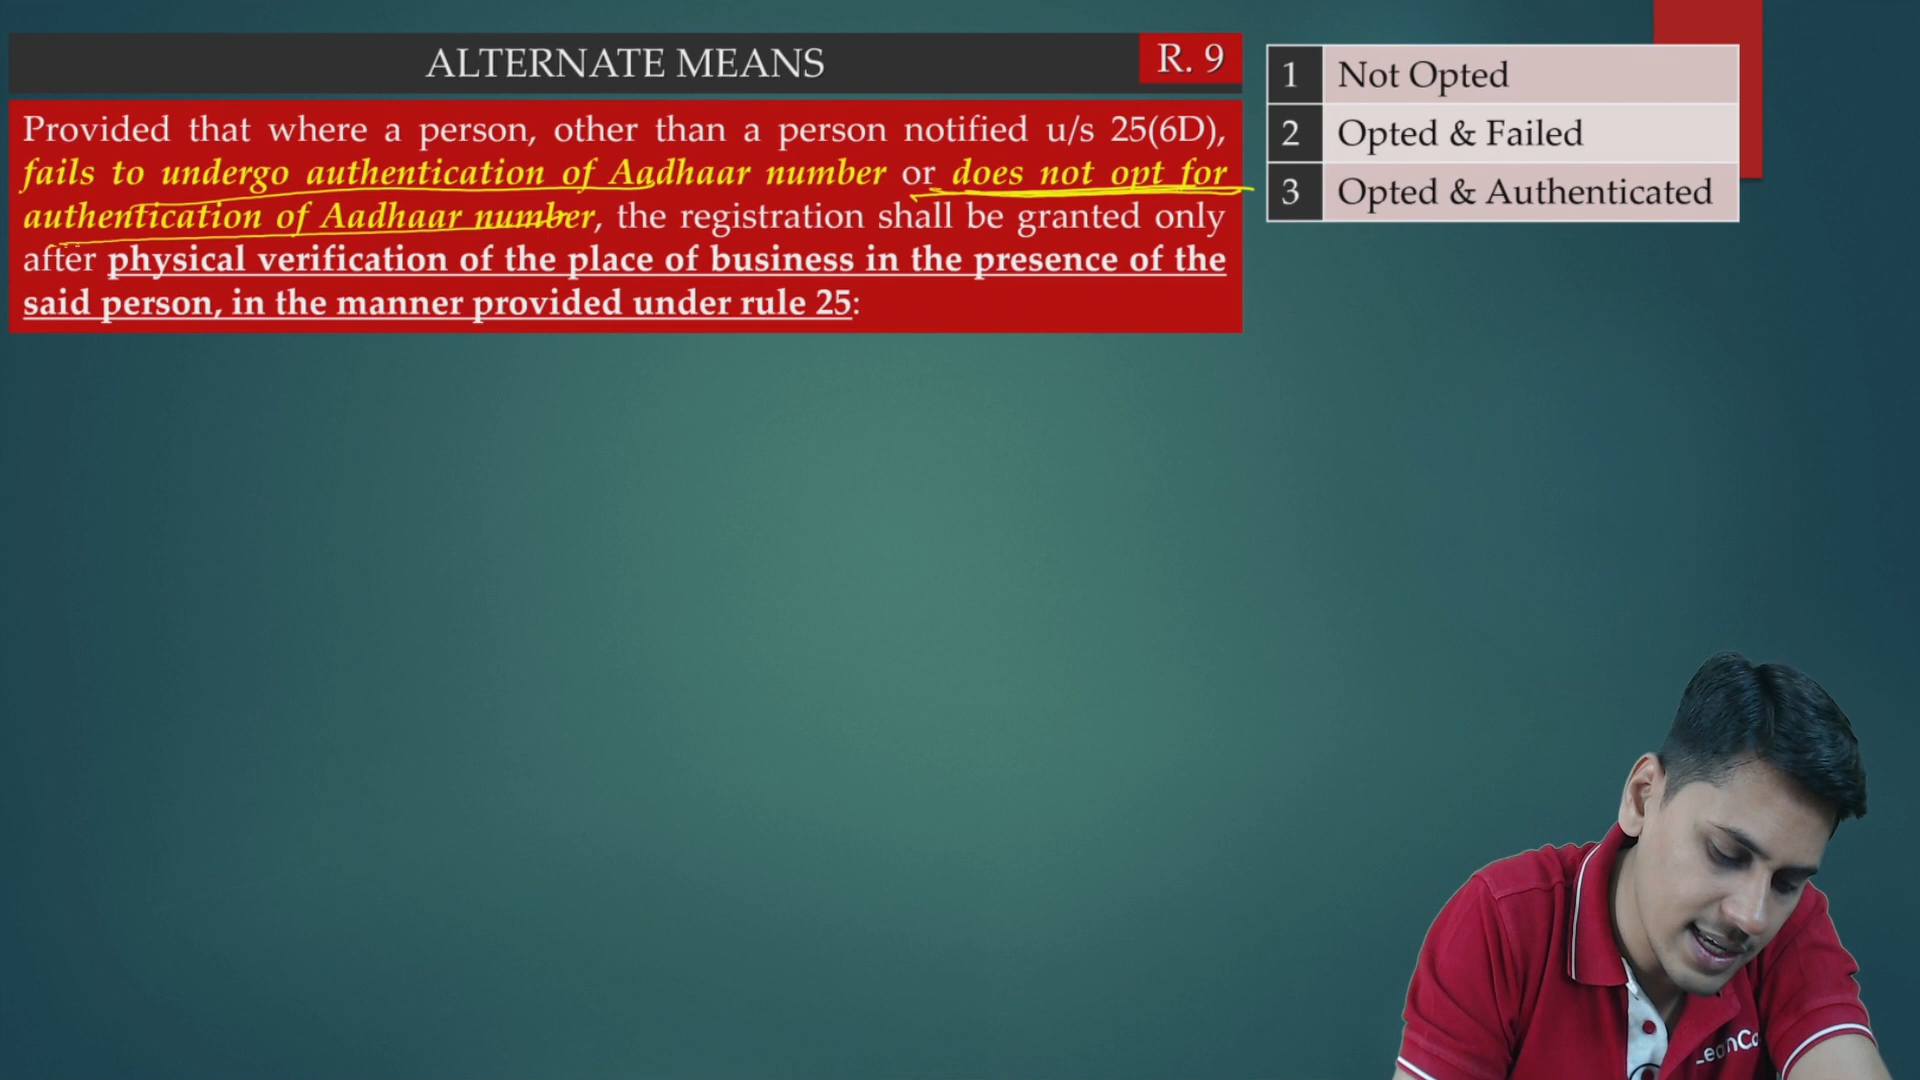 ALTERNATE MEANS
R. 9
Provided that where a person, other than a person notified u/s 25(6D),
fails to undergo authentication of Aadhaar number or does not opt for
authentication of Aadhaar number, the registration shall be granted only
after physical verification of the place of business in the presence of the
said person, in the manner provided under rule 25:
1 Not Opted
2 Opted & Failed
3 Opted & Authenticated